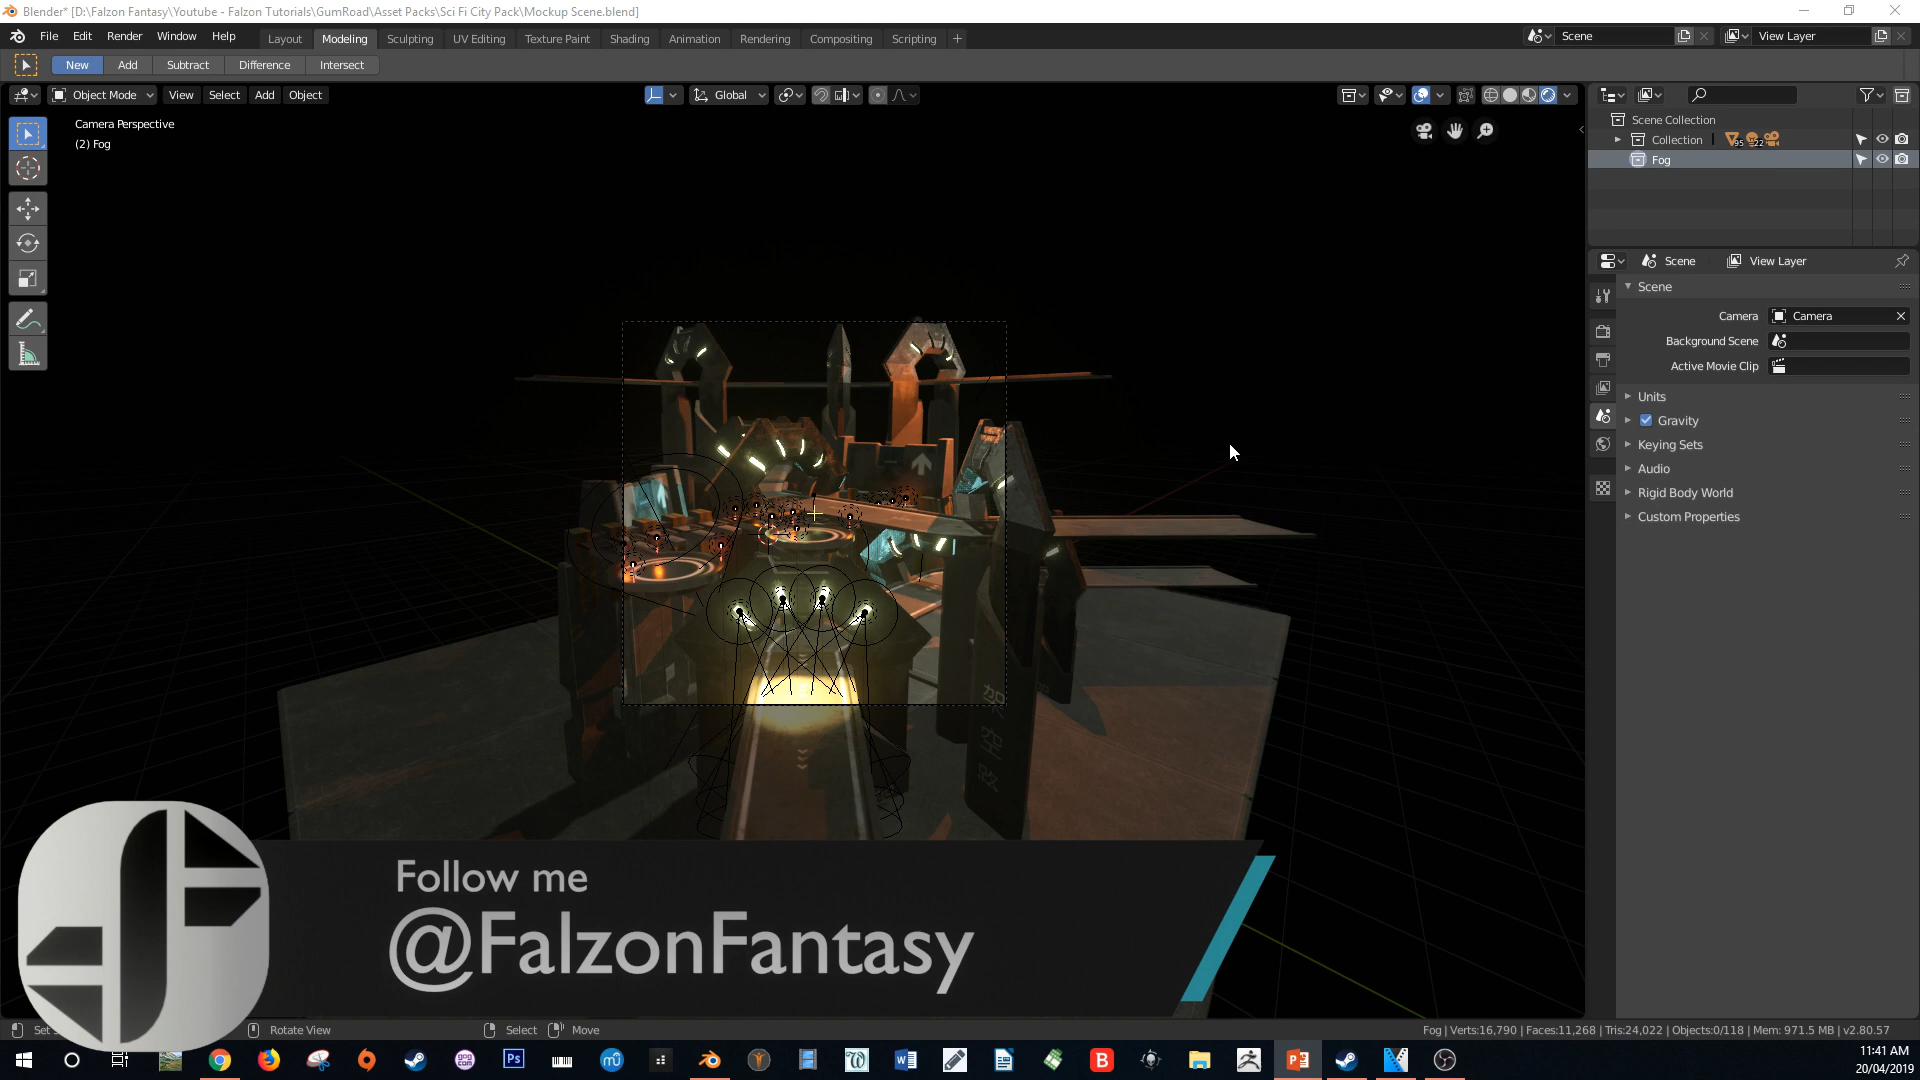 Blender* [D:\Falzon Fantasy\Youtube - Falzon Tutorials\GumRoad\Asset Packs\Sci Fi City Pack\Mockup Scene.blend]
File Edit Render Window Help Layout Modeling Sculpting UV Editing Texture Paint Shading Animation Rendering Compositing Scripting + Scene View Layer
New Add Subtract Difference Intersect
Object Mode View Select Add Object Global
Camera Perspective
(2) Fog
Scene Collection
Collection 95 22
Fog
Scene View Layer
Scene
Camera Camera
Background Scene
Active Movie Clip
Units
Gravity
Keying Sets
Audio
Rigid Body World
Custom Properties
架
空
改
Follow me
@FalzonFantasy
Rotate View Select Move Fog | Verts:16,790 | Faces:11,268 | Tris:24,022 | Objects:0/118 | Mem: 971.5 MB | v2.80.57
11:41 AM
20/04/2019